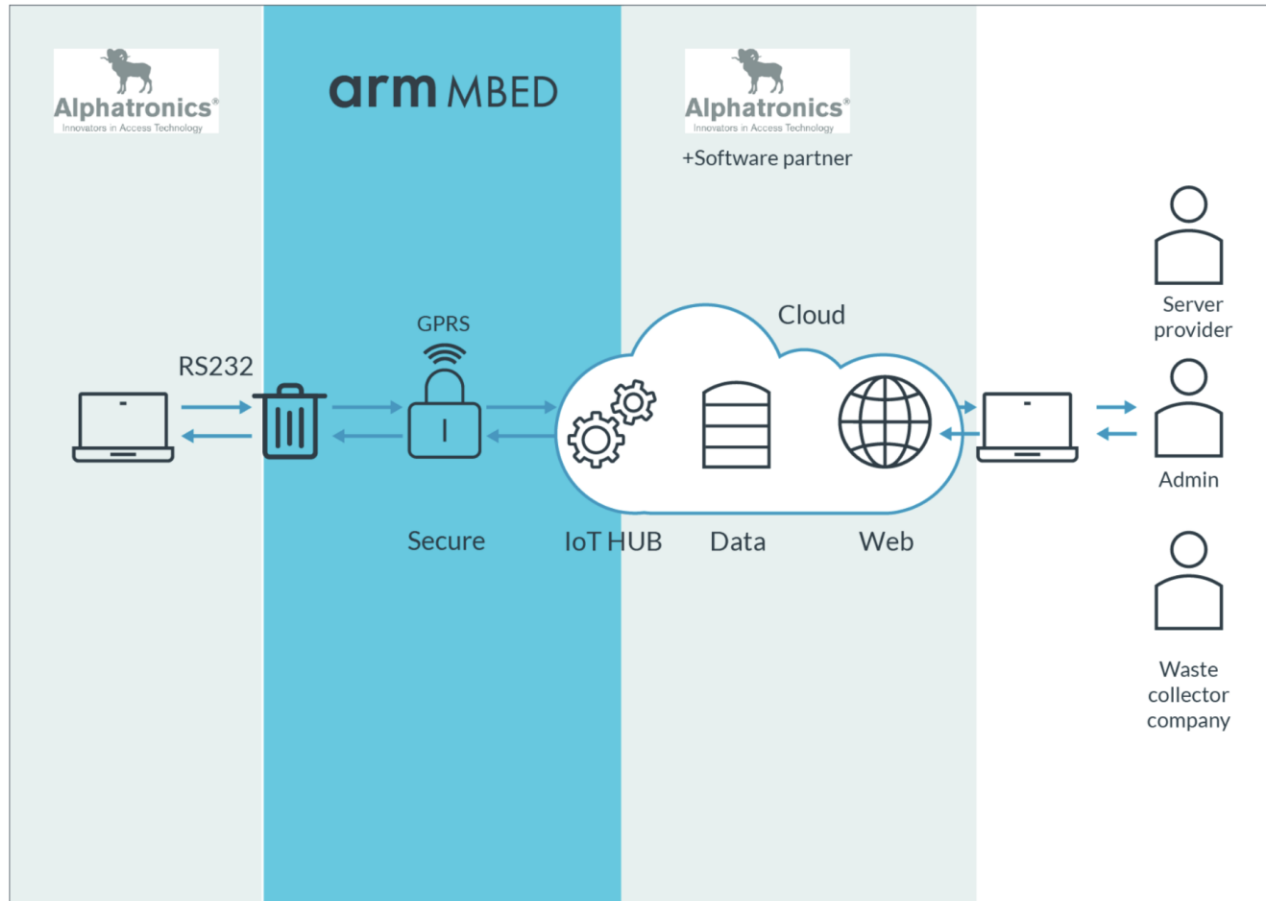 Alphatronics®
Innovators in Access Technology
arm MBED
Alphatronics®
Innovators in Access Technology
+Software partner
RS232
GPRS
Secure
Cloud
IoT HUB
Data
Web
Server
provider
Admin
Waste
collector
company